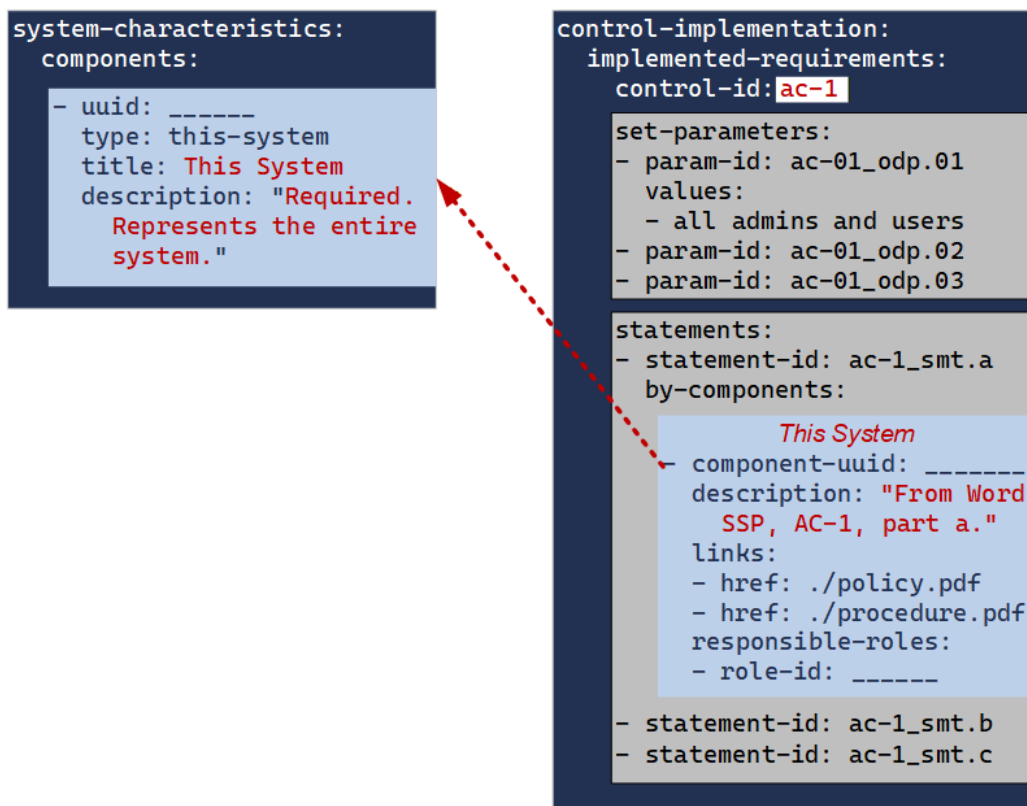 system-characteristics:
components:
- uuid: ______
type: this-system
title: This System
description: "Required.
Represents the entire
system."
control-implementation:
implemented-requirements:
control-id: ac-1
set-parameters:
- param-id: ac-01_odp.01
values:
- all admins and users
- param-id: ac-01_odp.02
- param-id: ac-01_odp.03
statements:
- statement-id: ac-1_smt.a
by-components:
This System
- component-uuid: _______
description: "From Word
SSP, AC-1, part a."
links:
- href: ./policy.pdf
- href: ./procedure.pdf
responsible-roles:
- role-id: ______
- statement-id: ac-1_smt.b
- statement-id: ac-1_smt.c